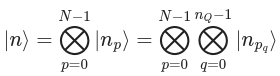 |n⟩ = ⨂_{p=0}^{N−1} |n_p⟩ = ⨂_{p=0}^{N−1} ⨂_{q=0}^{n_Q−1} |n_{p_q}⟩